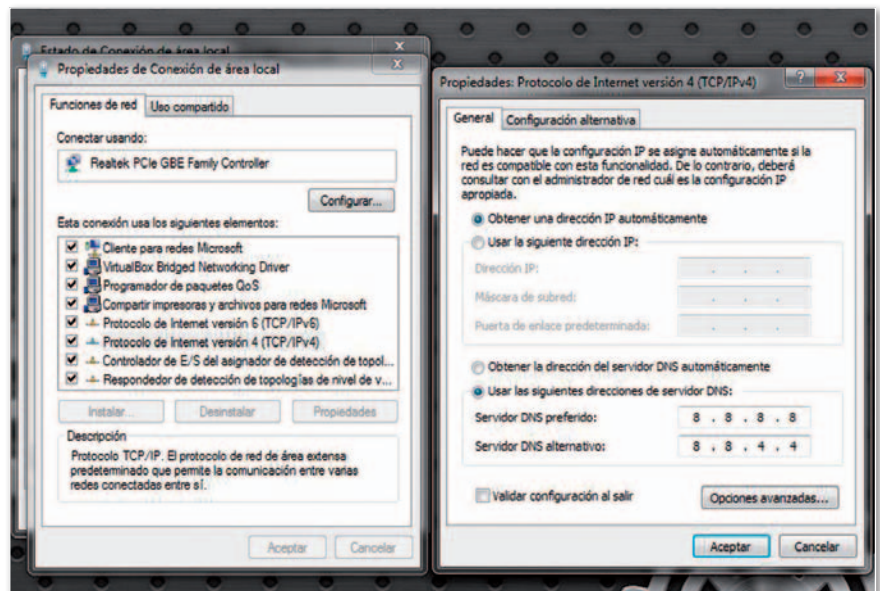 Estado de Conexión de área local
Propiedades de Conexión de área local
Funciones de red
Uso compartido
Conectar usando:
Realtek PCIe GBE Family Controller
Configurar...
Esta conexión usa los siguientes elementos:
Cliente para redes Microsoft
VirtualBox Bridged Networking Driver
Programador de paquetes QoS
Compartir impresoras y archivos para redes Microsoft
Protocolo de Internet versión 6 (TCP/IPv6)
Protocolo de Internet versión 4 (TCP/IPv4)
Controlador de E/S del asignador de detección de topol...
Respondedor de detección de topologías de nivel de v...
Instalar...
Desinstalar
Propiedades
Descripción
Protocolo TCP/IP. El protocolo de red de área extensa
predeterminado que permite la comunicación entre varias
redes conectadas entre sí.
Aceptar
Cancelar
Propiedades: Protocolo de Internet versión 4 (TCP/IPv4)
General
Configuración alternativa
Puede hacer que la configuración IP se asigne automáticamente si la
red es compatible con esta funcionalidad. De lo contrario, deberá
consultar con el administrador de red cuál es la configuración IP
apropiada.
Obtener una dirección IP automáticamente
Usar la siguiente dirección IP:
Dirección IP:
Máscara de subred:
Puerta de enlace predeterminada:
Obtener la dirección del servidor DNS automáticamente
Usar las siguientes direcciones de servidor DNS:
Servidor DNS preferido: 8 . 8 . 8 . 8
Servidor DNS alternativo: 8 . 8 . 4 . 4
Validar configuración al salir
Opciones avanzadas...
Aceptar
Cancelar